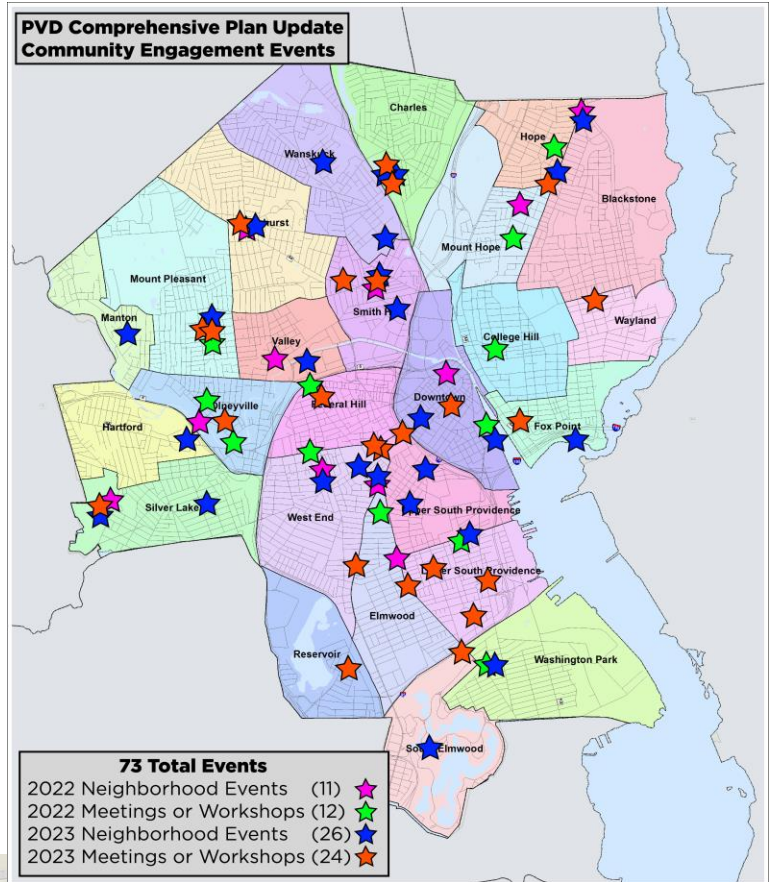 PVD Comprehensive Plan Update
Community Engagement Events
Charles
Hope
Wanskuck
Blackstone
Mount Hope
Mount Pleasant
Smith H
Manton
Wayland
Valley
College Hill
Downtown
Hartford
Fox Point
Silver Lake
West End
Elmwood
Reservoir
Washington Park
73 Total Events
2022 Neighborhood Events (11)
2022 Meetings or Workshops (12)
2023 Neighborhood Events (26)
2023 Meetings or Workshops (24)